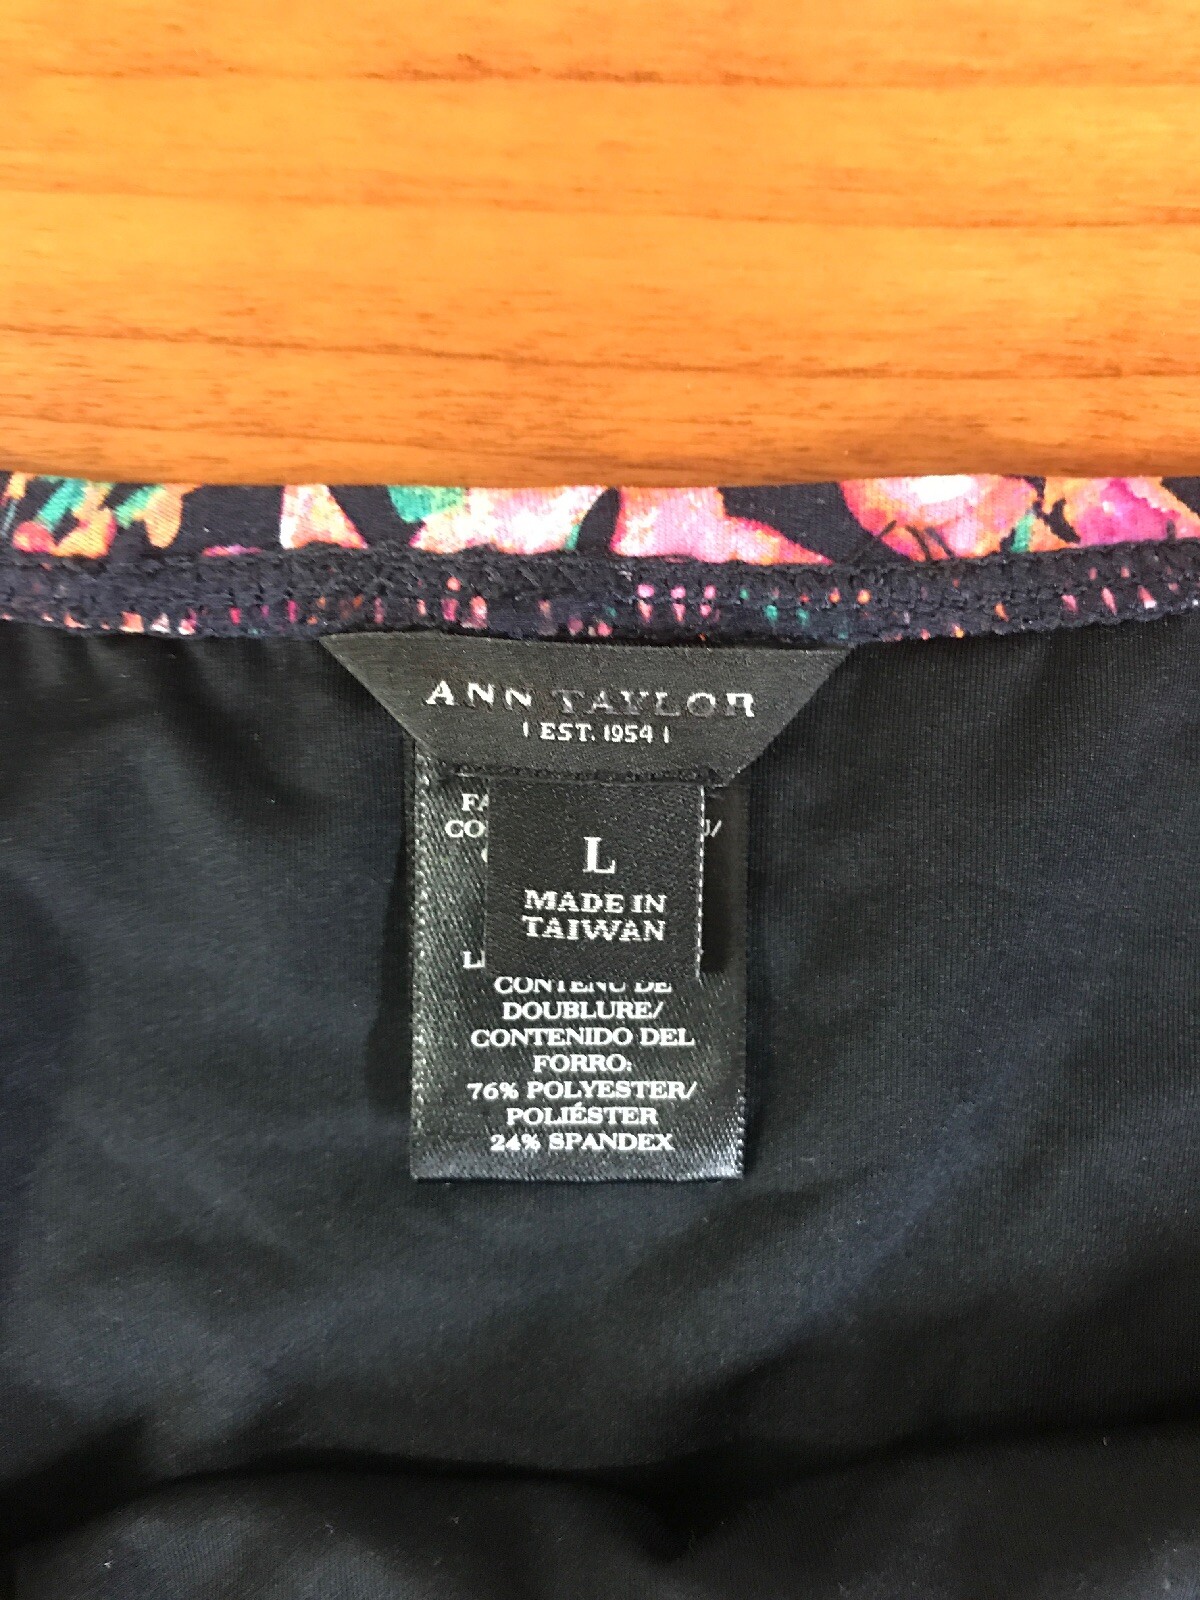 ANN TAYLOR
EST. 1954
L
MADE IN
TAIWAN
CONTENU DE
DOUBLURE/
CONTENIDO DEL
FORRO:
76% POLYESTER/
POLIÉSTER
24% SPANDEX